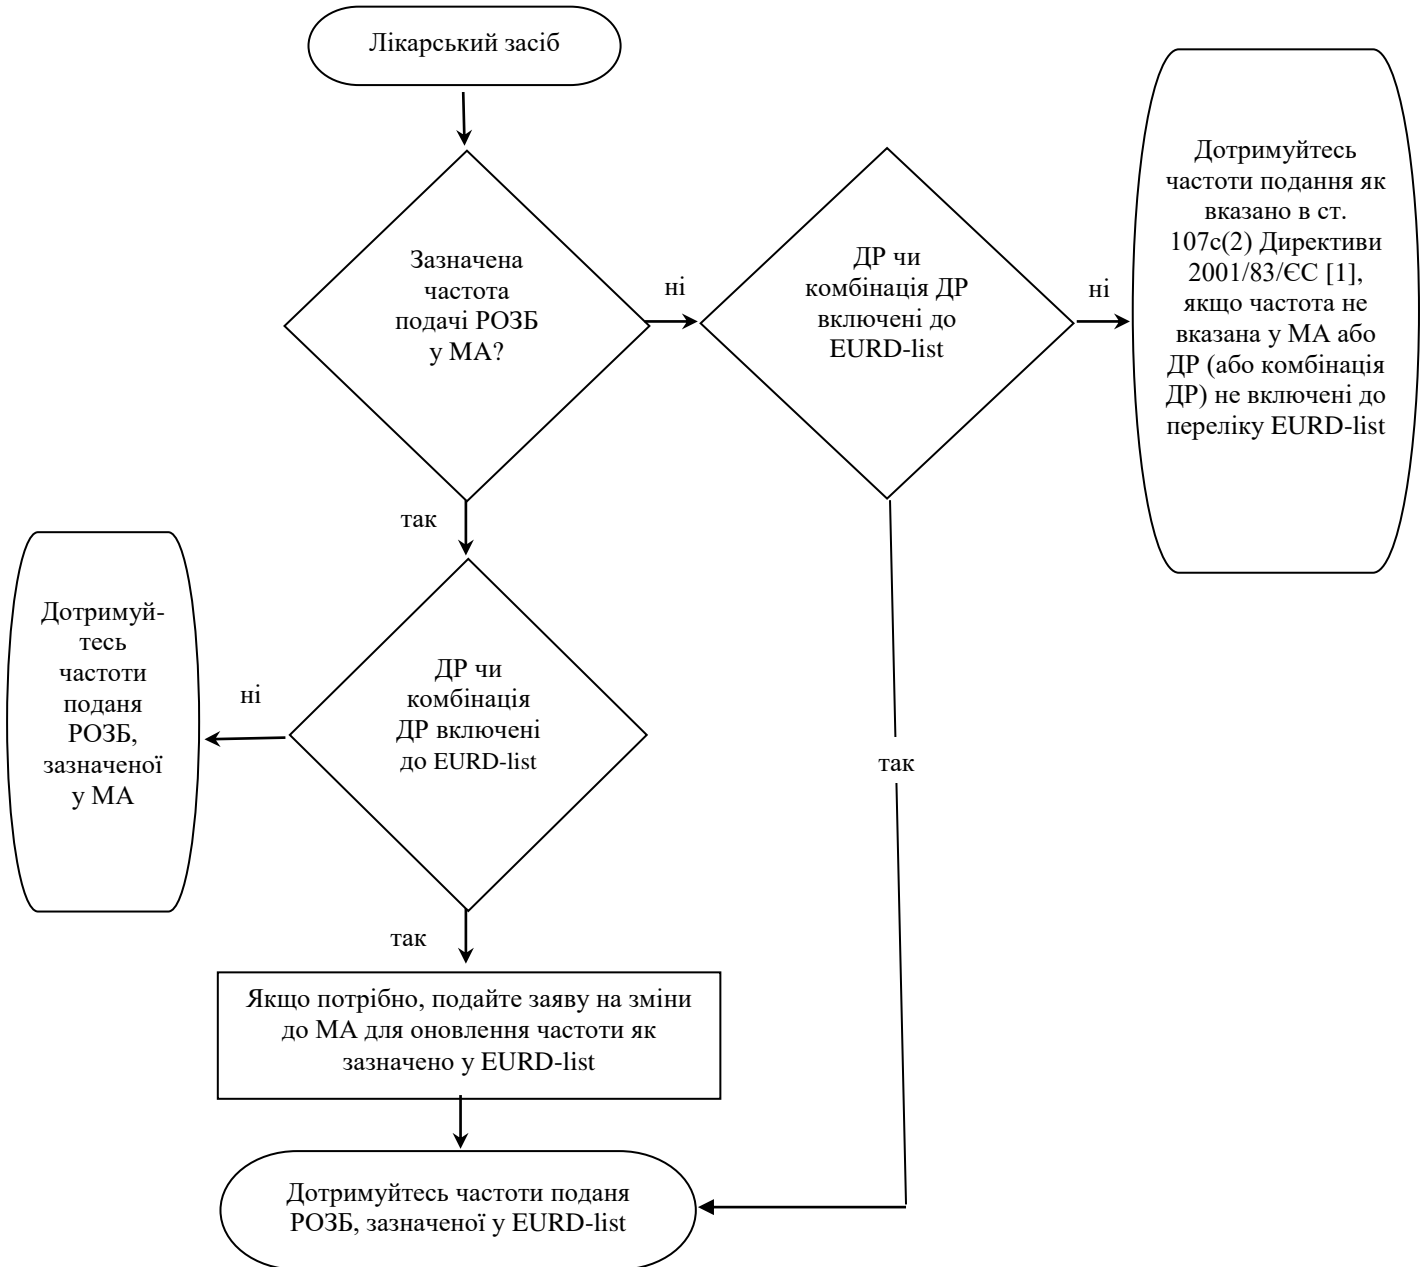 Лікарський засіб
Зазначена
частота
подачі РОЗБ
у МА?
ні
ДР чи
комбінація ДР
включені до
EURD-list
ні
Дотримуйтесь
частоти подання як
вказано в ст.
107c(2) Директиви
2001/83/ЄС [1],
якщо частота не
вказана у МА або
ДР (або комбінація
ДР) не включені до
переліку EURD-list
так
ДР чи
комбінація
ДР включені
до EURD-list
ні
Дотримуй-
тесь
частоти
поданя
РОЗБ,
зазначеної
у МА
так
так
Якщо потрібно, подайте заяву на зміни
до МА для оновлення частоти як
зазначено у EURD-list
Дотримуйтесь частоти поданя
РОЗБ, зазначеної у EURD-list